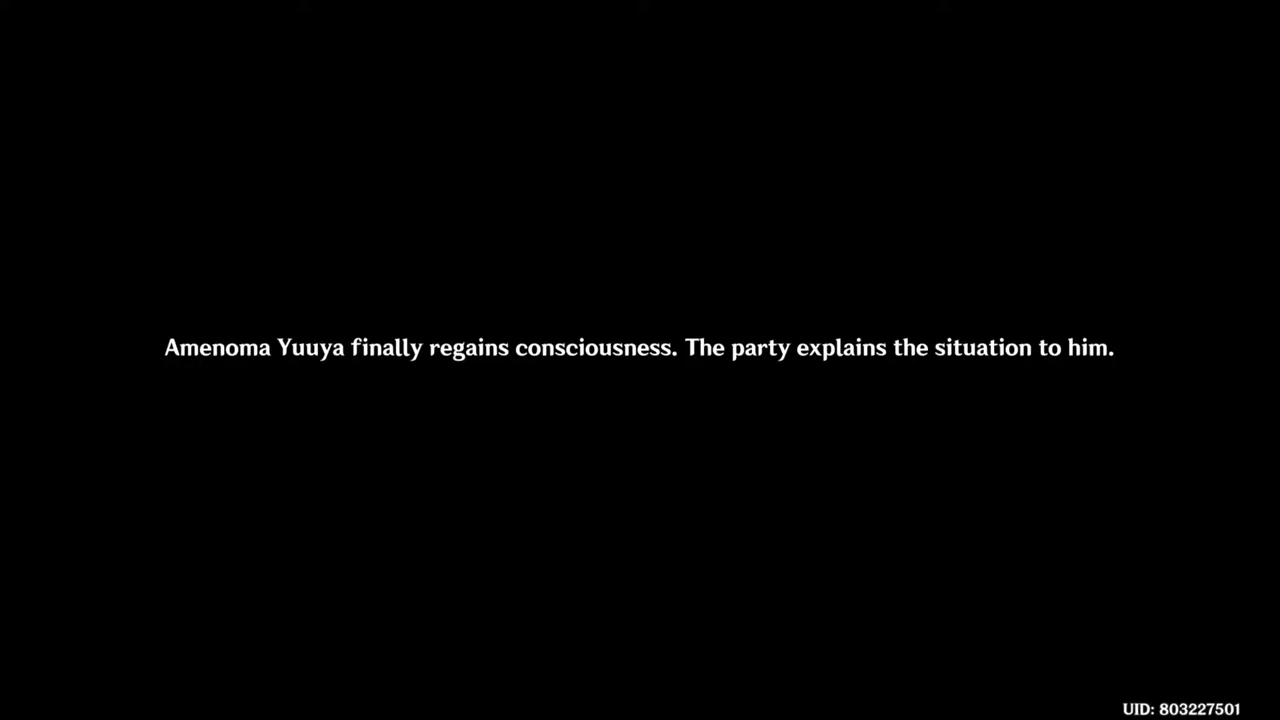 Amenoma Yuuya finally regains consciousness. The party explains the situation to him.
UID: 803227501